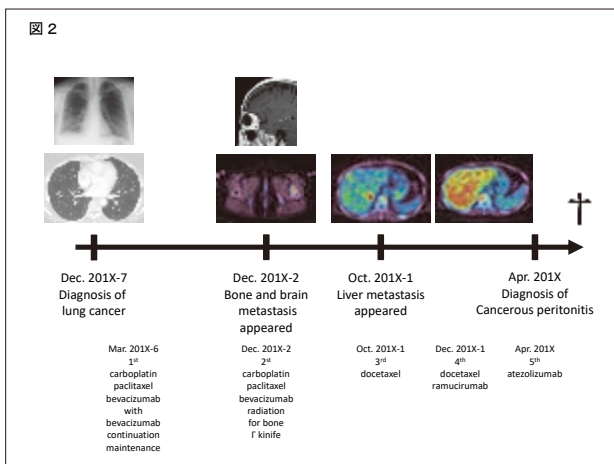 図２
Dec. 201X-7
Diagnosis of
lung cancer
Dec. 201X-2
Bone and brain
metastasis
appeared
Oct. 201X-1
Liver metastasis
appeared
Apr. 201X
Diagnosis of
Cancerous peritonitis
Mar. 201X-6
1st
carboplatin
paclitaxel
bevacizumab
with
bevacizumab
continuation
maintenance
Dec. 201X-2
2st
carboplatin
paclitaxel
bevacizumab
radiation
for bone
Γ kinife
Oct. 201X-1
3rd
docetaxel
Dec. 201X-1
4th
docetaxel
ramucirumab
Apr. 201X
5th
atezolizumab